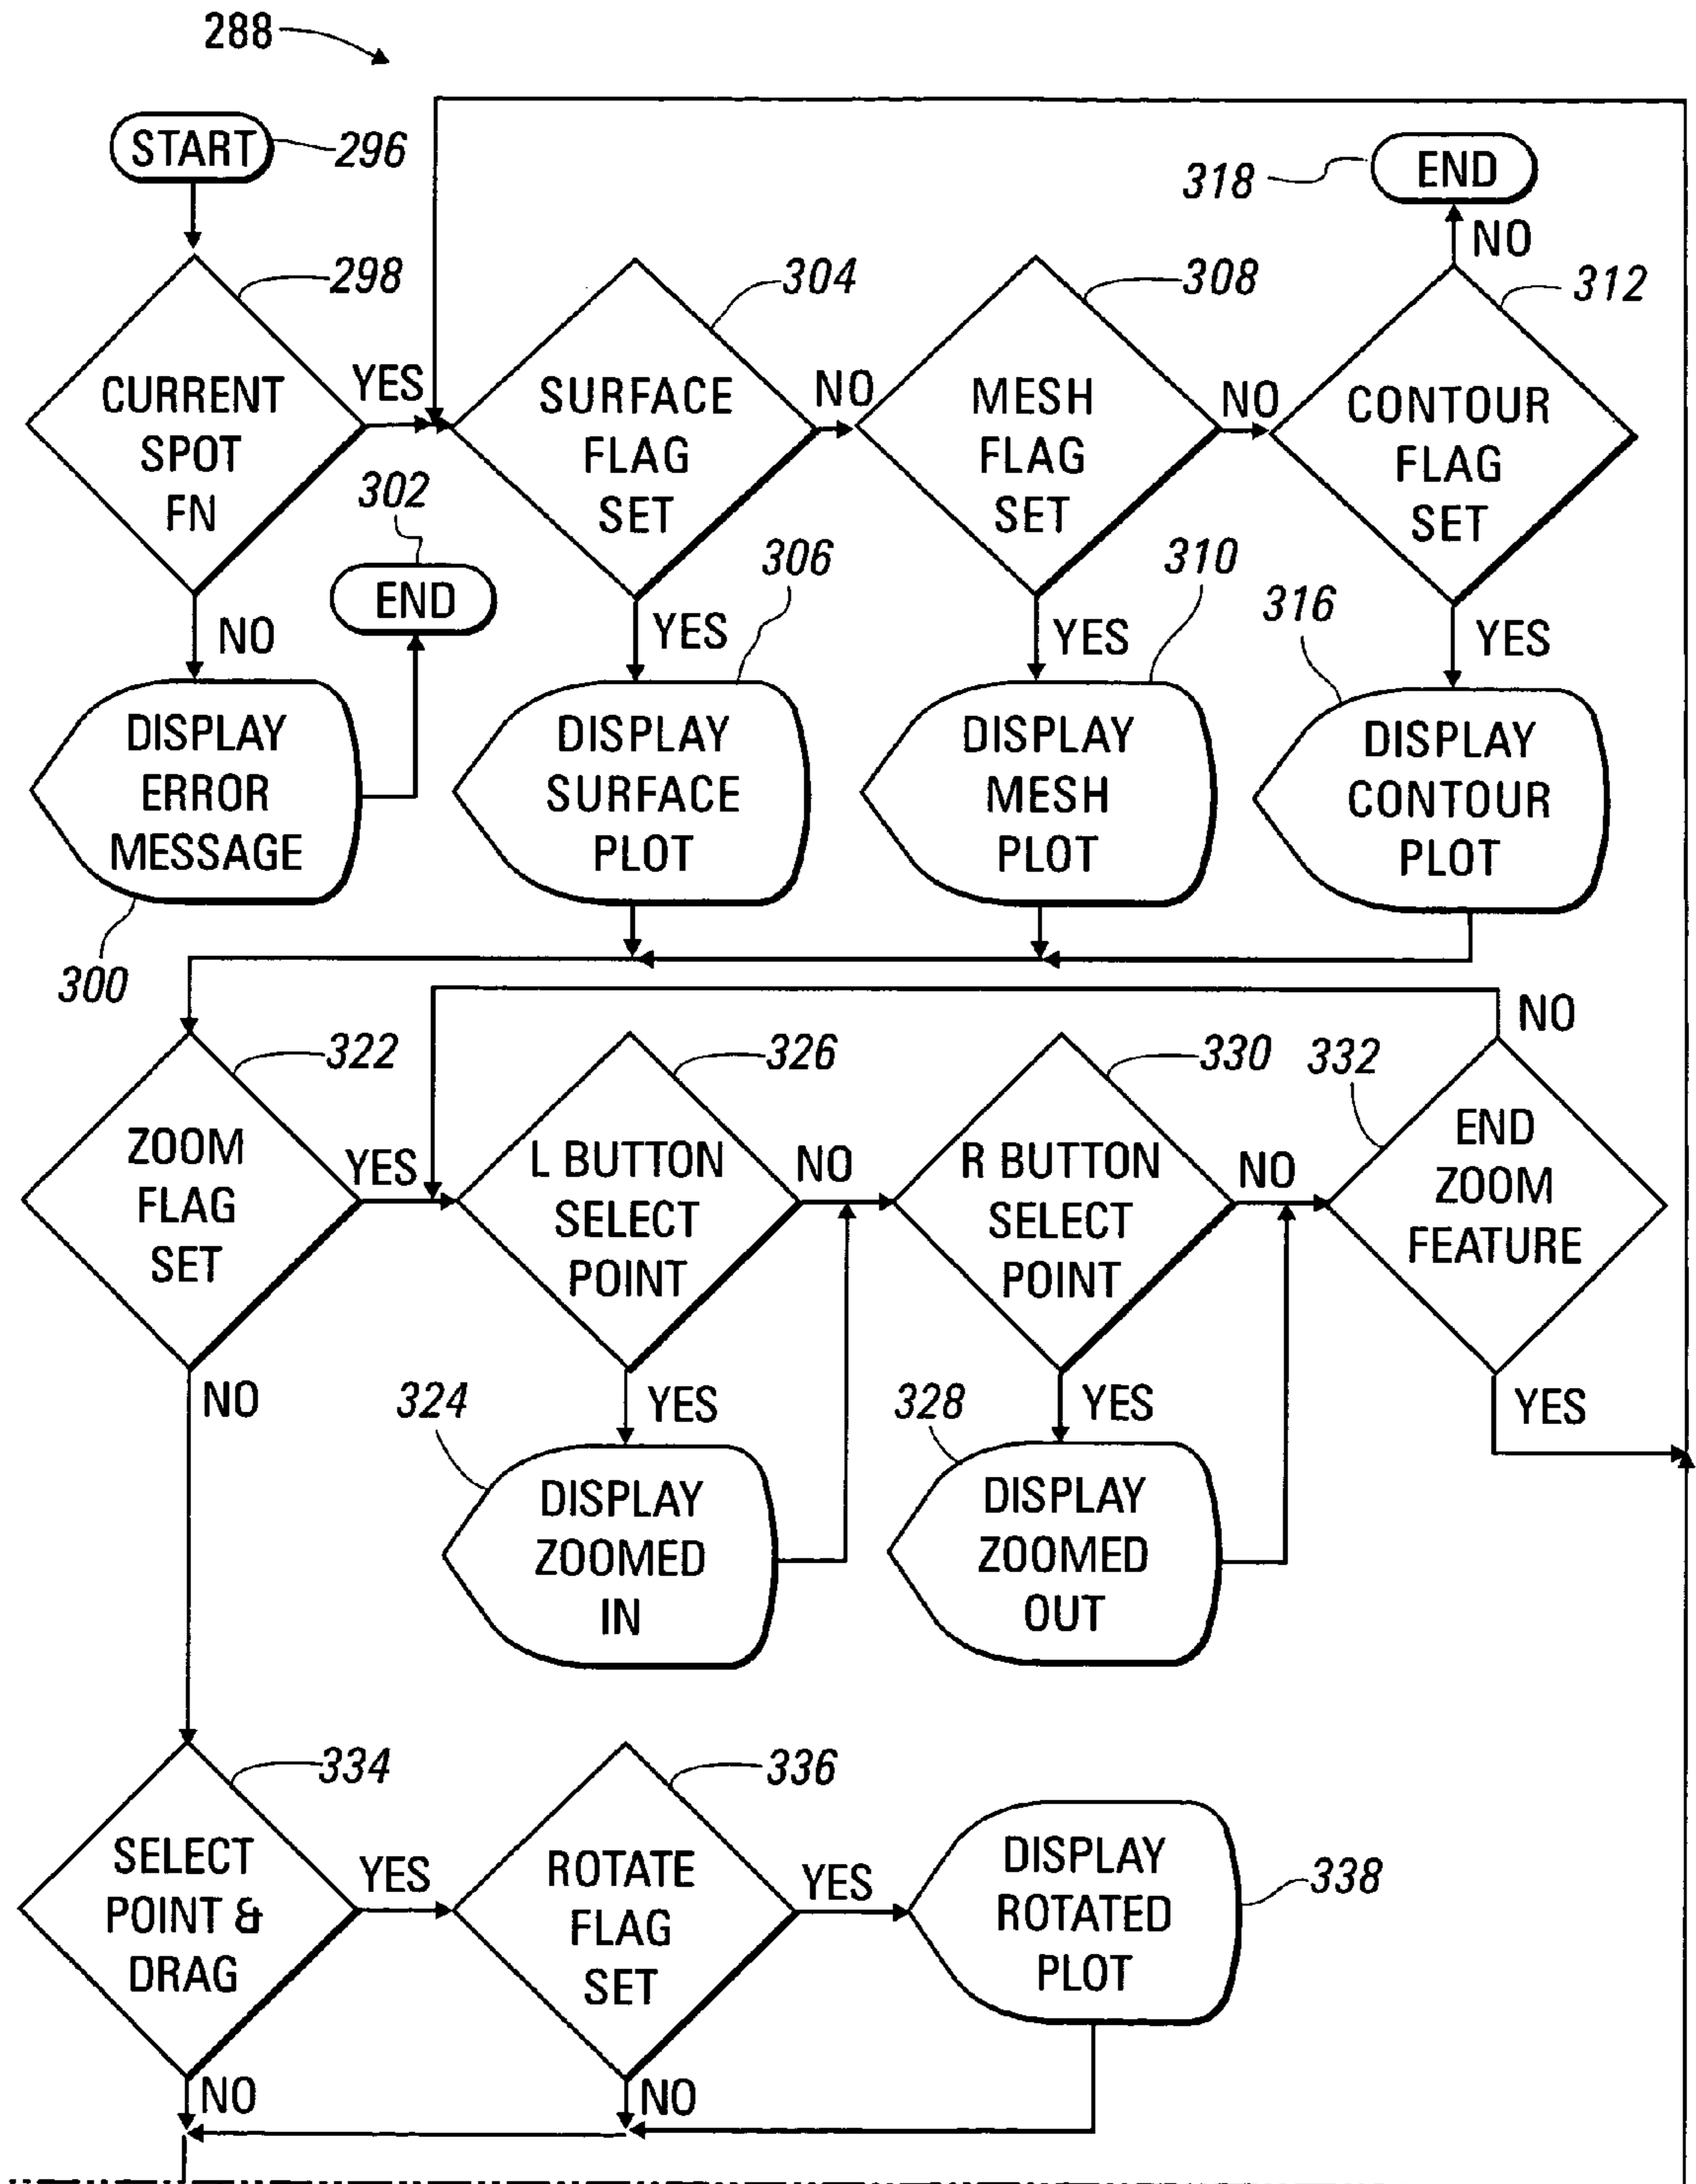 288
START
296
318
END
NO
298
304
308
312
CURRENT
SPOT
FN
YES
SURFACE
FLAG
SET
NO
MESH
FLAG
SET
NO
CONTOUR
FLAG
SET
302
END
NO
306
YES
310
YES
316
YES
DISPLAY
ERROR
MESSAGE
DISPLAY
SURFACE
PLOT
DISPLAY
MESH
PLOT
DISPLAY
CONTOUR
PLOT
300
NO
322
326
330
332
ZOOM
FLAG
SET
YES
L BUTTON
SELECT
POINT
NO
R BUTTON
SELECT
POINT
NO
END
ZOOM
FEATURE
NO
324
YES
328
YES
YES
DISPLAY
ZOOMED
IN
DISPLAY
ZOOMED
OUT
334
336
SELECT
POINT &
DRAG
YES
ROTATE
FLAG
SET
YES
DISPLAY
ROTATED
PLOT
338
NO
NO